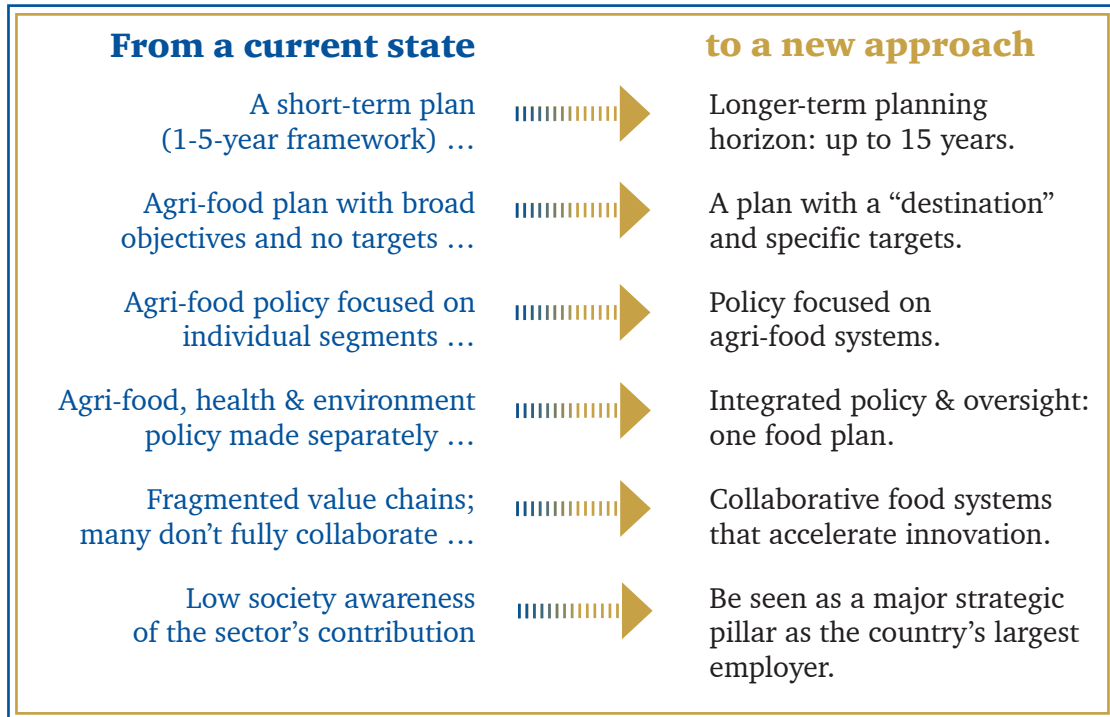 From a current state
to a new approach
A short-term plan
(1-5-year framework) …
Longer-term planning
horizon: up to 15 years.
Agri-food plan with broad
objectives and no targets …
A plan with a “destination”
and specific targets.
Agri-food policy focused on
individual segments …
Policy focused on
agri-food systems.
Agri-food, health & environment
policy made separately …
Integrated policy & oversight:
one food plan.
Fragmented value chains;
many don’t fully collaborate …
Collaborative food systems
that accelerate innovation.
Low society awareness
of the sector’s contribution
Be seen as a major strategic
pillar as the country’s largest
employer.